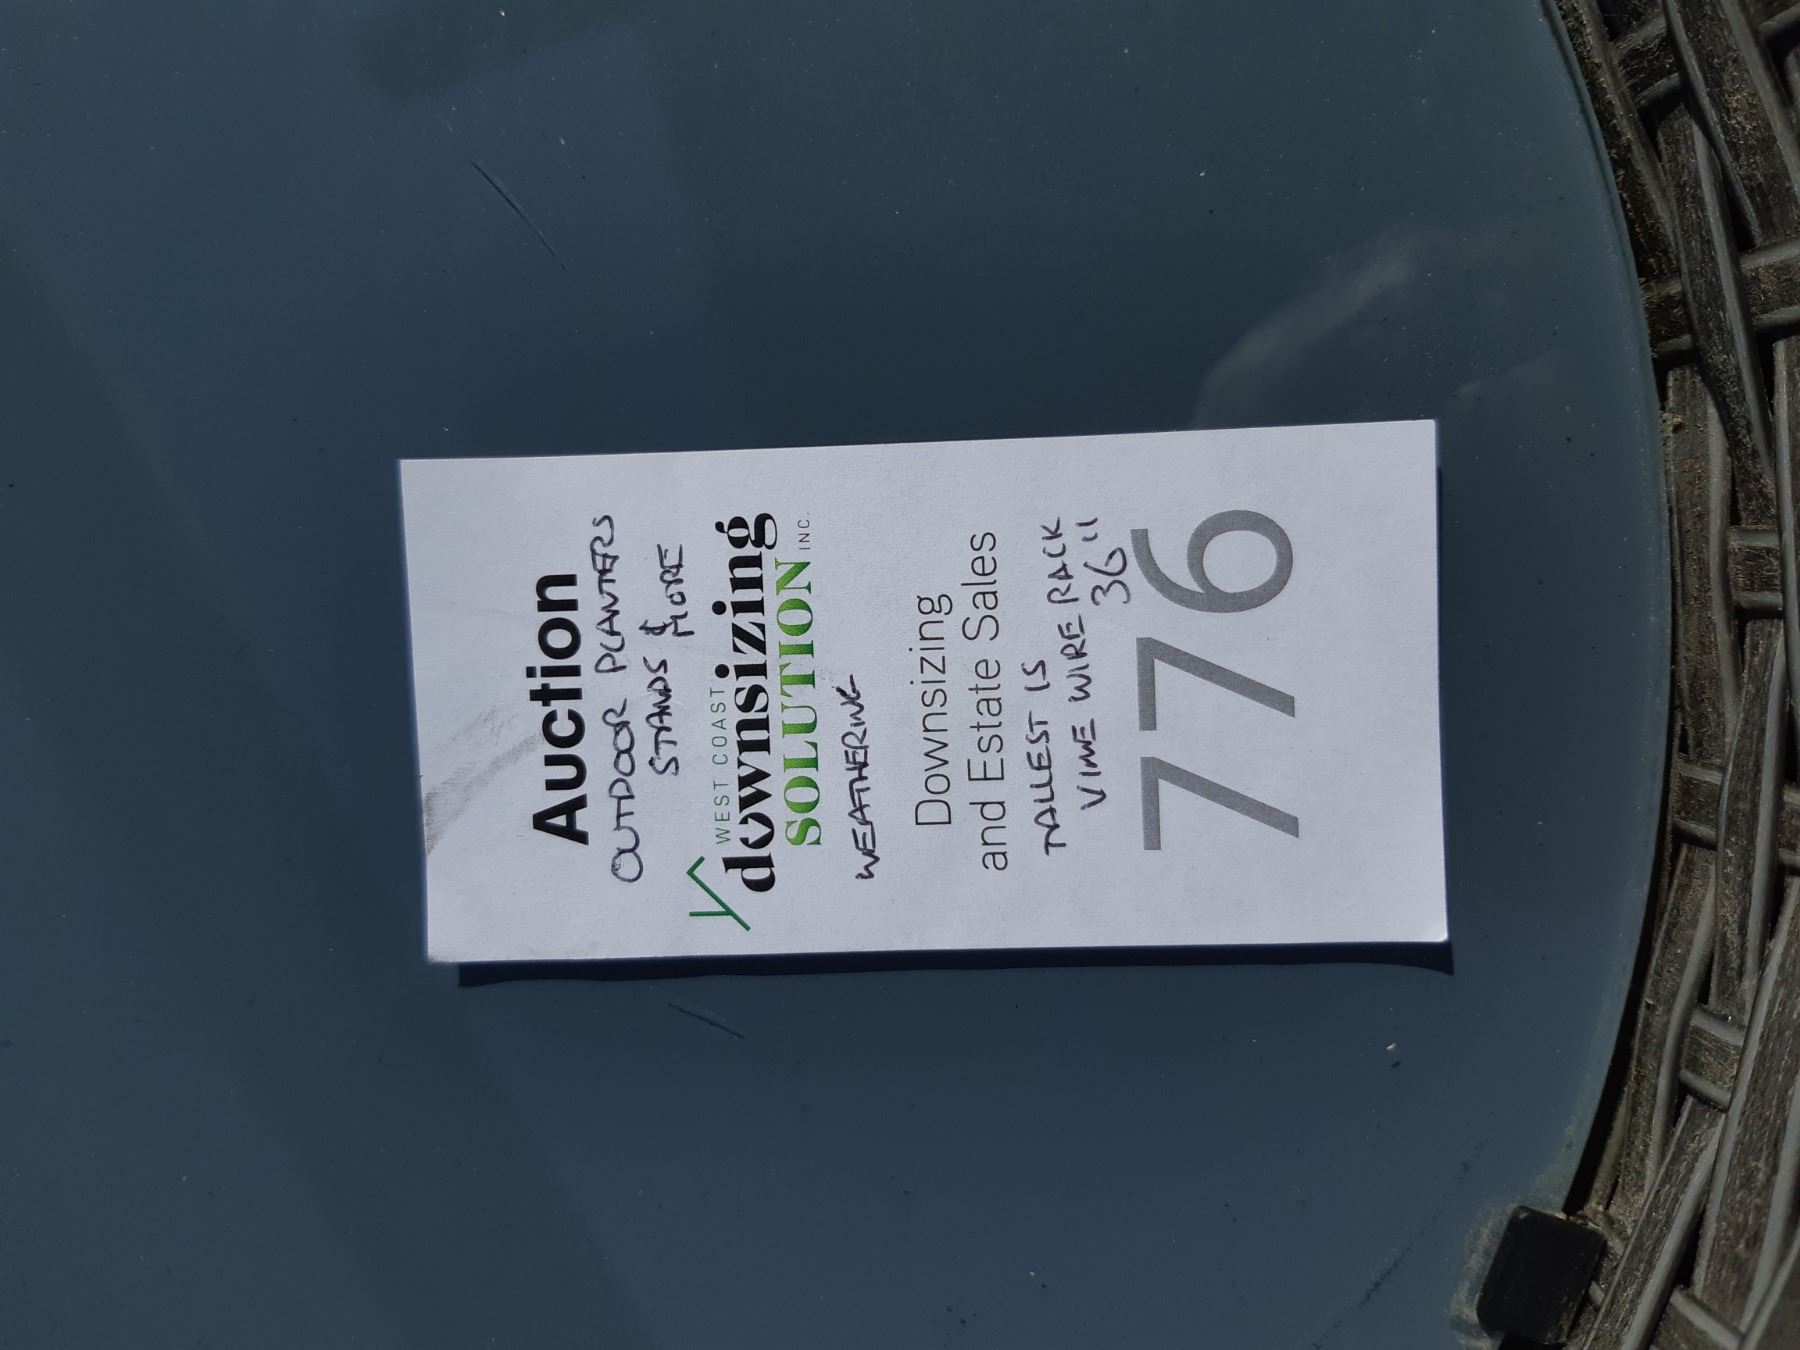 Auction
OUTDOOR PLANTERS
STANDS &
MORE
WEST COAST
downsizing
SOLUTION INC.
WEATHERING
Downsizing
and Estate Sales
TALLEST IS
VINE WIRE RACK
36"
776